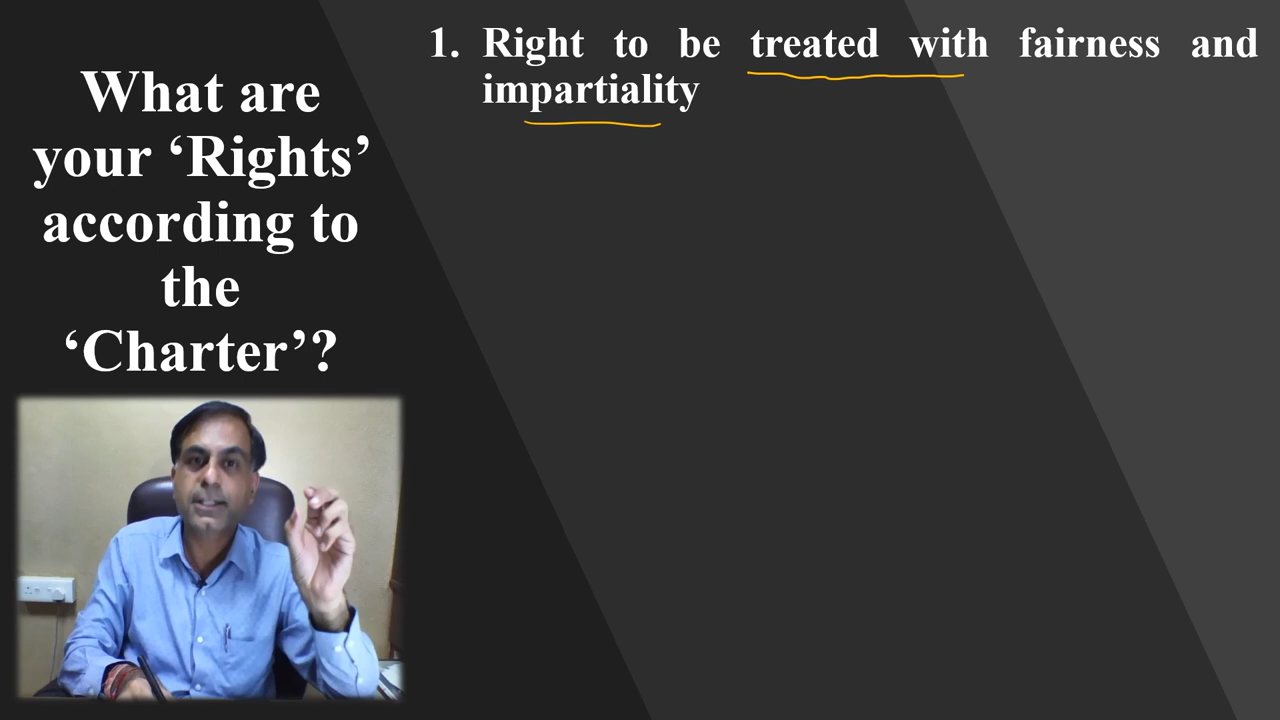 What are
your ‘Rights’
according to
the
‘Charter’?
1. Right to be treated with fairness and
impartiality